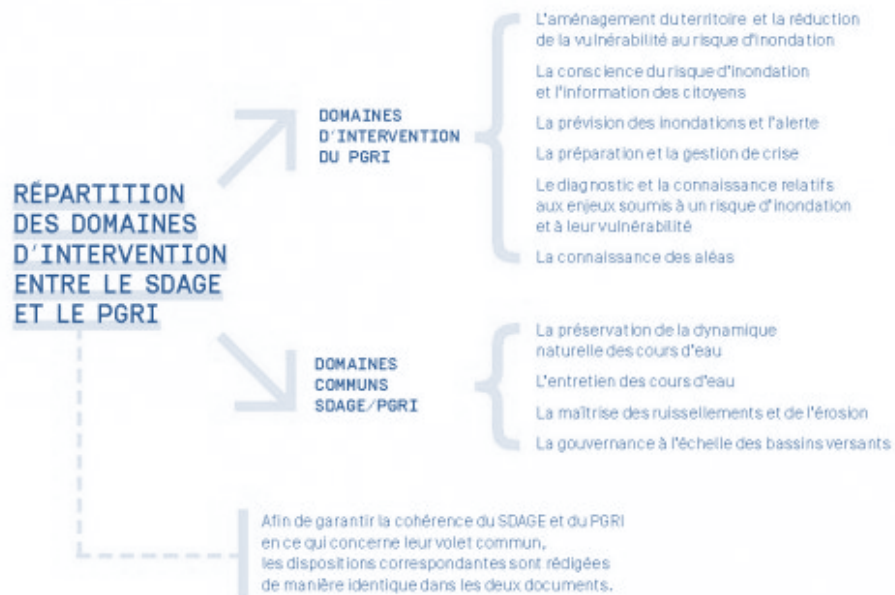 RÉPARTITION
DES DOMAINES
D'INTERVENTION
ENTRE LE SDAGE
ET LE PGRI
DOMAINES
D'INTERVENTION
DU PGRI
L'aménagement du territoire et la réduction
de la vulnérabilité au risque d'inondation
La conscience du risque d'inondation
et l'information des citoyens
La prévision des inondations et l'alerte
La préparation et la gestion de crise
Le diagnostic et la connaissance relatifs
aux enjeux soumis à un risque d'inondation
et à leur vulnérabilité
La connaissance des aléas
DOMAINES
COMMUNS
SDAGE/PGRI
La préservation de la dynamique
naturelle des cours d'eau
L'entretien des cours d'eau
La maîtrise des ruissellements et de l'érosion
La gouvernance à l'échelle des bassins versants
Afin de garantir la cohérence du SDAGE et du PGRI
en ce qui concerne leur volet commun,
les dispositions correspondantes sont rédigées
de manière identique dans les deux documents.